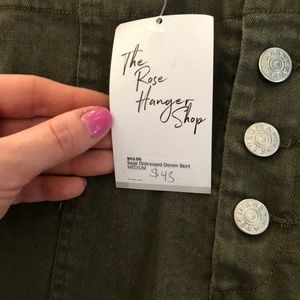 The
Rose
Hanger
Shop
Sage Distressed Denim Skirt
MEDIUM
$43